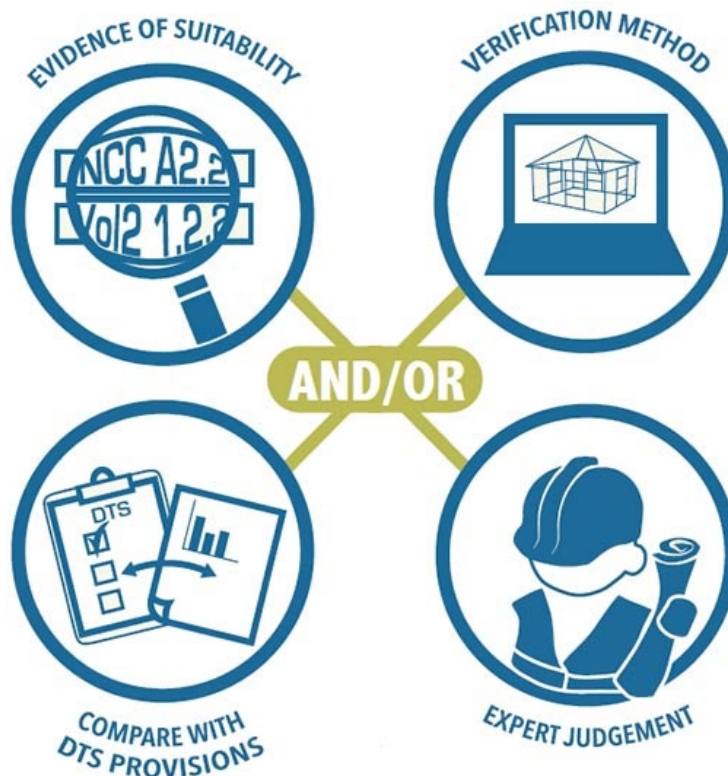 EVIDENCE OF SUITABILITY
VERIFICATION METHOD
NCC A2.2
Vol2 1.2.2
AND/OR
DTS
COMPARE WITH
DTS PROVISIONS
EXPERT JUDGEMENT